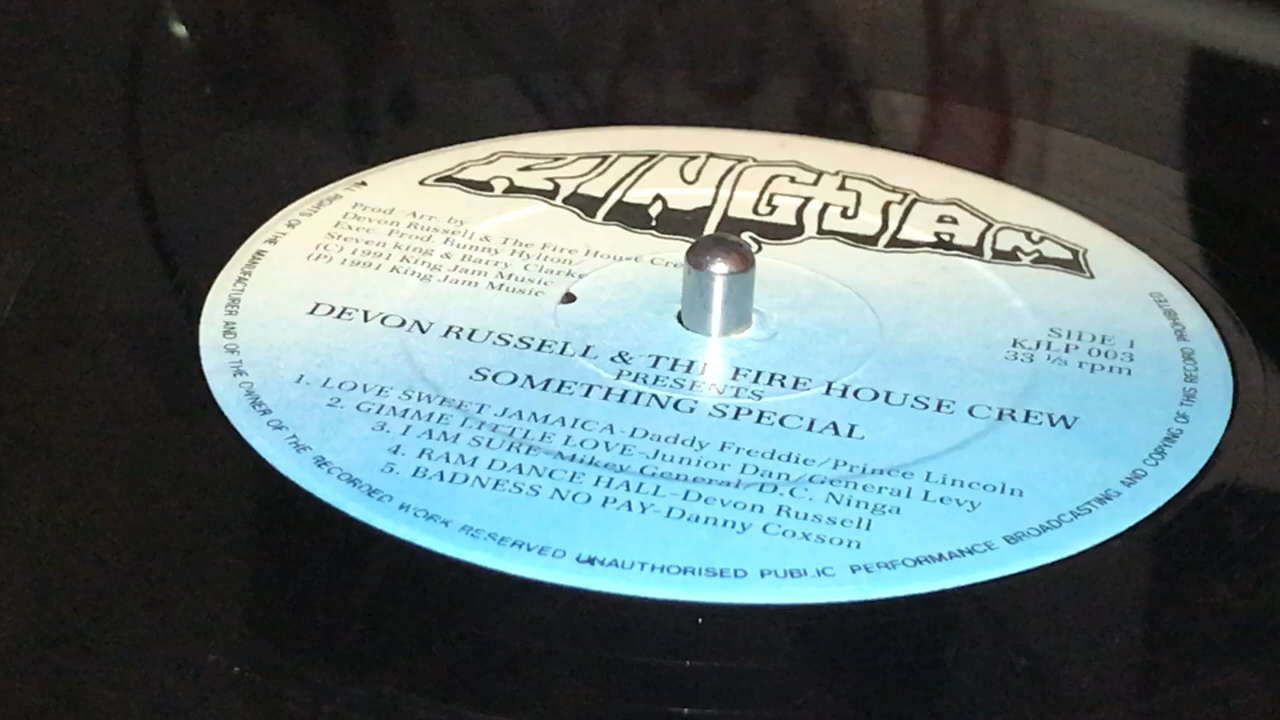 KING JAM
Prod/Arr. by
Devon Russell & The Fire House Crew
Exec. Prod. Bunny Hylton
Steven king & Barry Clarke
(C) 1991 King Jam Music
(P) 1991 King Jam Music
SIDE 1
KJLP 003
33 ⅓ rpm
DEVON RUSSELL & THE FIRE HOUSE CREW
PRESENTS
SOMETHING SPECIAL
1. LOVE SWEET JAMAICA-Daddy Freddie/Prince Lincoln
2. GIMME LITTLE LOVE-Junior Dan/General Levy
3. I AM SURE-Mikey General/D.C. Ninga
4. RAM DANCE HALL-Devon Russell
5. BADNESS NO PAY-Danny Coxson
ALL RIGHTS OF THE MANUFACTURER AND OF THE OWNER OF THE RECORDED WORK RESERVED UNAUTHORISED PUBLIC PERFORMANCE BROADCASTING AND COPYING OF THIS RECORD PROHIBITED